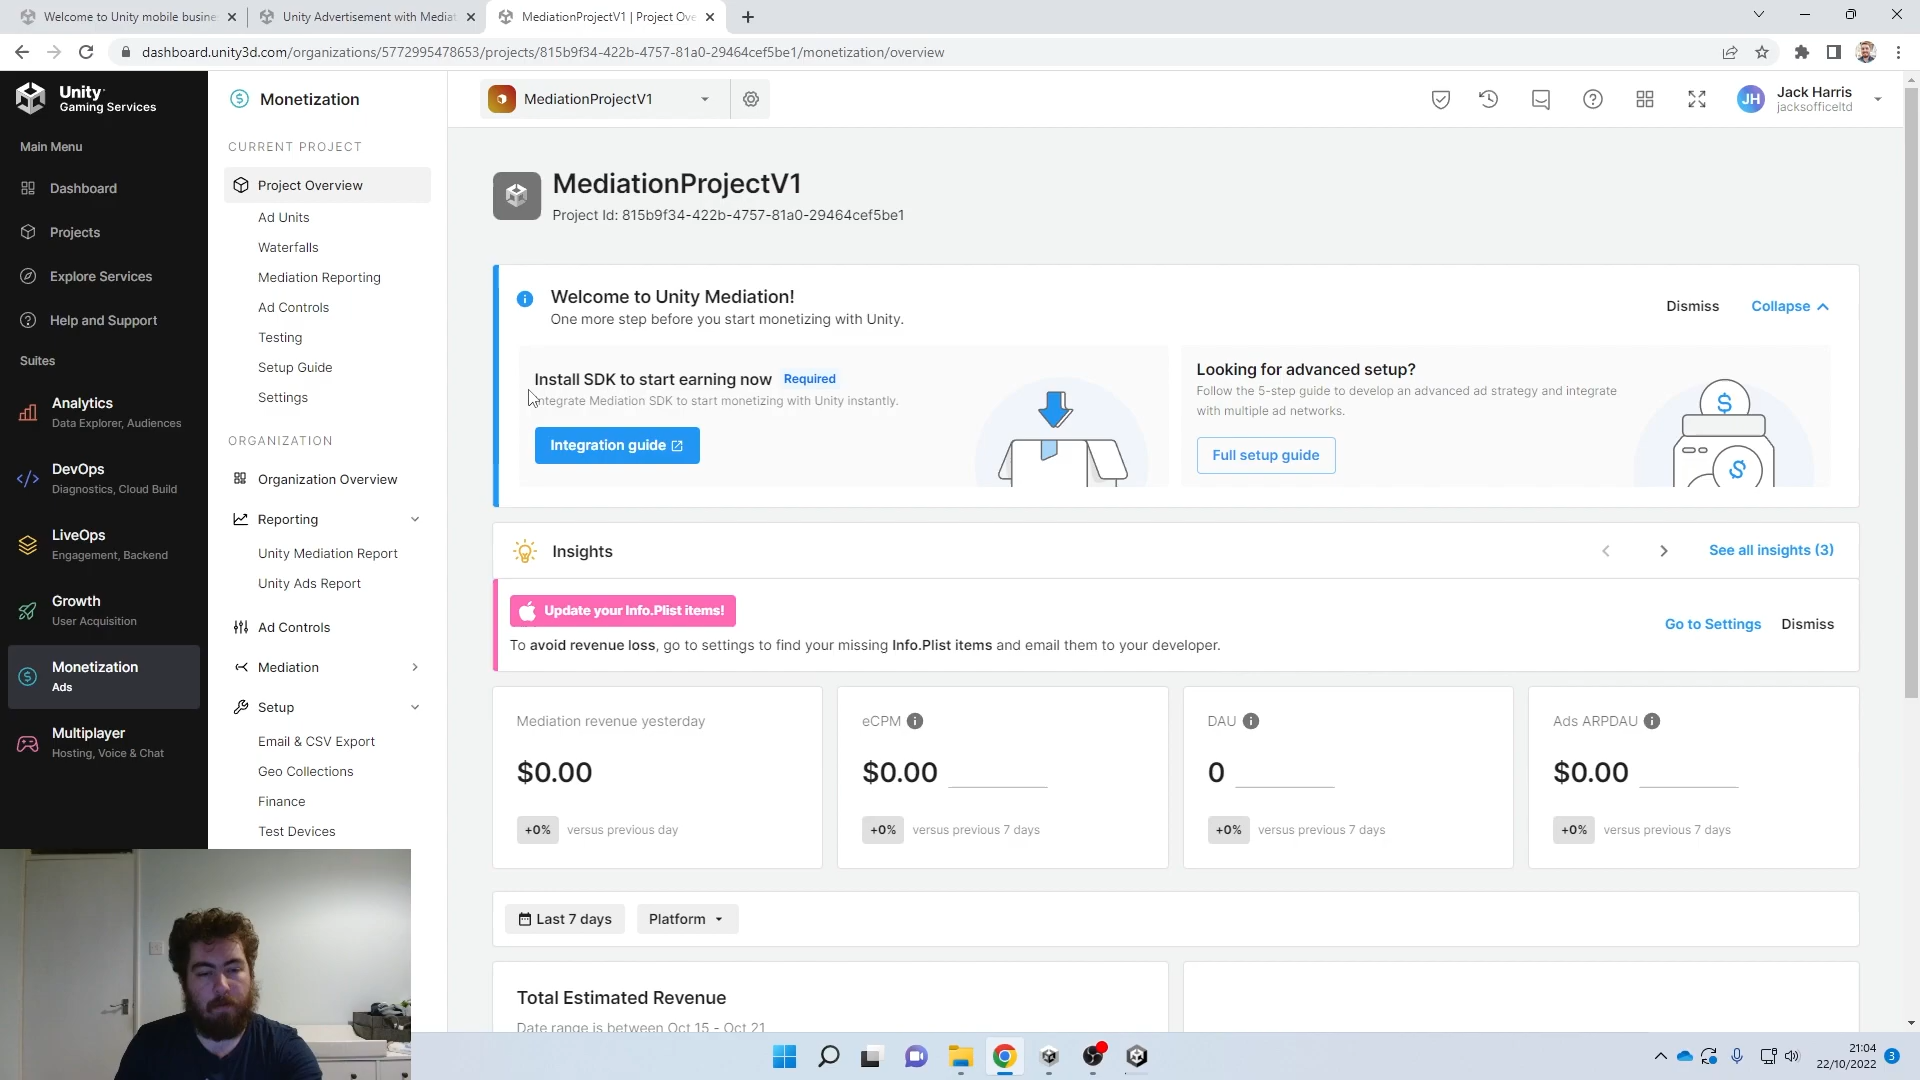 Welcome to Unity mobile busine
Unity Advertisement with Mediat
MediationProjectV1 | Project Ove
dashboard.unity3d.com/organizations/5772995478653/projects/815b9f34-422b-4757-81a0-29464cef5be1/monetization/overview
Unity
Gaming Services
Main Menu
Dashboard
Projects
Explore Services
Help and Support
Suites
Analytics
Data Explorer, Audiences
DevOps
Diagnostics, Cloud Build
LiveOps
Engagement, Backend
Growth
User Acquisition
Monetization
Ads
Multiplayer
Hosting, Voice & Chat
Monetization
CURRENT PROJECT
Project Overview
Ad Units
Waterfalls
Mediation Reporting
Ad Controls
Testing
Setup Guide
Settings
ORGANIZATION
Organization Overview
Reporting
Unity Mediation Report
Unity Ads Report
Ad Controls
Mediation
Setup
Email & CSV Export
Geo Collections
Finance
Test Devices
MediationProjectV1
JH
Jack Harris
jacksofficeltd
MediationProjectV1
Project Id: 815b9f34-422b-4757-81a0-29464cef5be1
Welcome to Unity Mediation!
One more step before you start monetizing with Unity.
Dismiss
Collapse
Install SDK to start earning now Required
Integrate Mediation SDK to start monetizing with Unity instantly.
Integration guide
Looking for advanced setup?
Follow the 5-step guide to develop an advanced ad strategy and integrate
with multiple ad networks.
Full setup guide
Insights
See all insights (3)
Update your Info.Plist items!
To avoid revenue loss, go to settings to find your missing Info.Plist items and email them to your developer.
Go to Settings
Dismiss
Mediation revenue yesterday
$0.00
+0% versus previous day
eCPM
$0.00
+0% versus previous 7 days
DAU
0
+0% versus previous 7 days
Ads ARPDAU
$0.00
+0% versus previous 7 days
Last 7 days
Platform
Total Estimated Revenue
Date range is between Oct 15 - Oct 21
21:04
22/10/2022
3